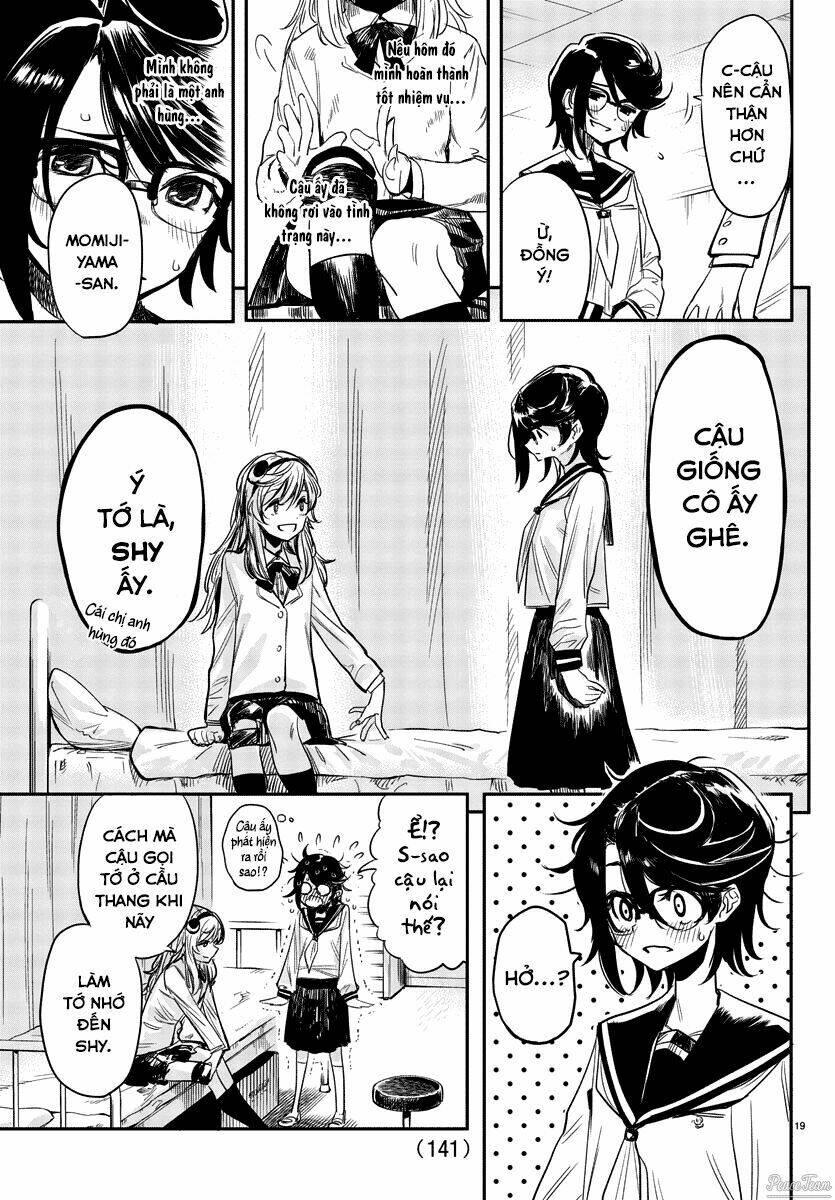 C-CẬU
NÊN CẨN
THẬN
HƠN
CHỨ
...
Ừ,
ĐỒNG
Ý!
Nếu hôm đó
mình hoàn thành
tốt nhiệm vụ...
Cậu ấy đã
không rơi vào tình
trạng này...
Mình không
phải là một anh
hùng...
MOMIJI-
YAMA
-SAN.
CẬU
GIỐNG
CÔ ẤY
GHÊ.
Ý
TỚ LÀ,
SHY
ẤY.
Cái chị anh
hùng đó
HỞ...?
Ể!?
S-sao
cậu lại
nói
thế?
Cậu ấy
phát hiện
ra rồi
sao!?
CÁCH MÀ
CẬU GỌI
TỚ Ở CẦU
THANG KHI
NÃY
LÀM
TỚ NHỚ
ĐẾN
SHY.
19
(141)
PeaceTeam